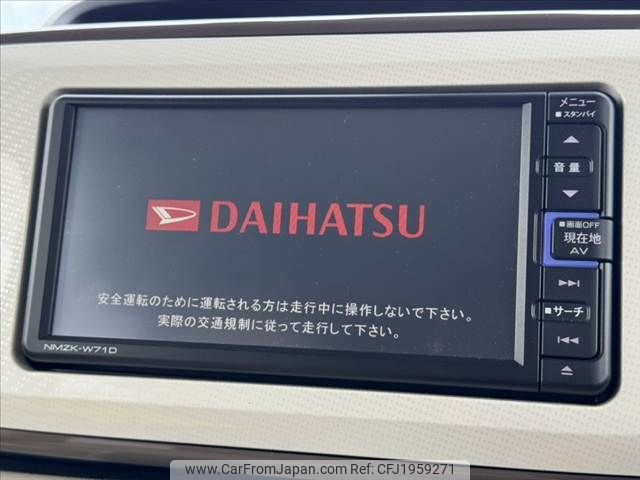 メニュー
■スタンバイ
音量
■画面OFF
現在地
AV
■サーチ
DAIHATSU
安全運転のために運転される方は走行中に操作しないで下さい。
実際の交通規制に従って走行して下さい。
NMZK-W71D
www.CarFromJapan.com - CFJ1959271